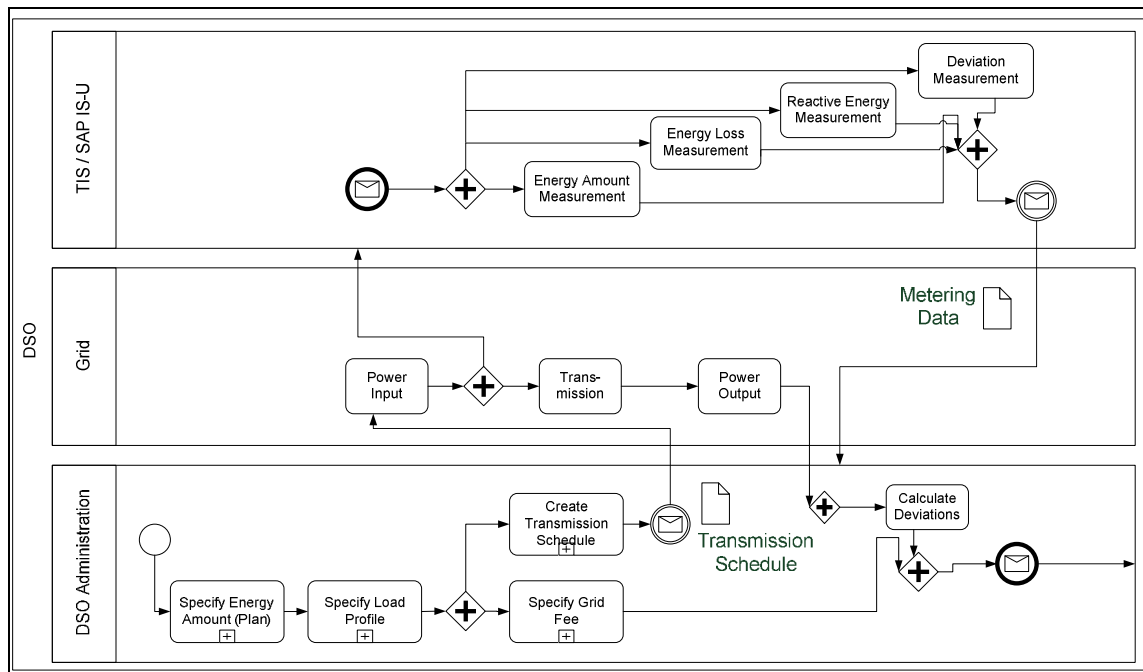 DSO
TIS / SAP IS-U
Deviation
Measurement
Reactive Energy
Measurement
Energy Loss
Measurement
Energy Amount
Measurement
Grid
Metering
Data
Power
Input
Trans-
mission
Power
Output
DSO Administration
Create
Transmission
Schedule
Transmission
Schedule
Calculate
Deviations
Specify Energy
Amount (Plan)
Specify Load
Profile
Specify Grid
Fee